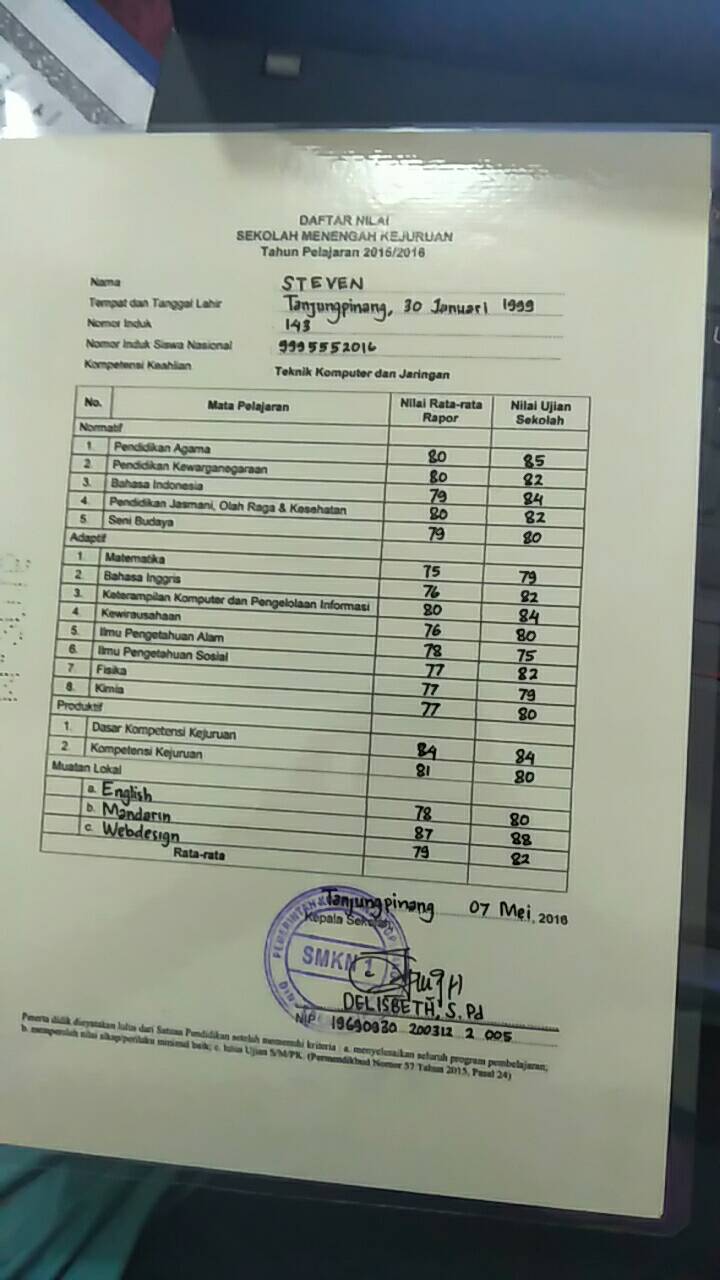 DAFTAR NILAI
SEKOLAH MENENGAH KEJURUAN
Tahun Pelajaran 2015/2016
Nama STEVEN
Tempat dan Tanggal Lahir Tanjungpinang, 30 Januari 1999
Nomor Induk 143
Nomor Induk Siswa Nasional 9995552016
Kompetensi Keahlian Teknik Komputer dan Jaringan
No. Mata Pelajaran Nilai Rata-rata Rapor Nilai Ujian Sekolah
Normatif
1. Pendidikan Agama 80 85
2. Pendidikan Kewarganegaraan 80 82
3. Bahasa Indonesia 79 84
4. Pendidikan Jasmani, Olah Raga & Kesehatan 80 82
5. Seni Budaya 79 80
Adaptif
1. Matematika 75 79
2. Bahasa Inggris 76 82
3. Keterampilan Komputer dan Pengelolaan Informasi 80 84
4. Kewirausahaan 76 80
5. Ilmu Pengetahuan Alam 78 75
6. Ilmu Pengetahuan Sosial 77 82
7. Fisika 77 79
8. Kimia 77 80
Produktif
1. Dasar Kompetensi Kejuruan 84 84
2. Kompetensi Kejuruan 81 80
Muatan Lokal
a. English 78 80
b. Mandarin 87 88
c. Webdesign 79 82
Rata-rata
Tanjungpinang 07 Mei, 2016
Kepala Sekolah
SMKN 1
DELISBETH, S.Pd
NIP. 19690930 200312 2 005
Peserta didik dinyatakan lulus dari Satuan Pendidikan setelah memenuhi kriteria : a. menyelesaikan seluruh program pembelajaran;
b. memperoleh nilai sikap/perilaku minimal baik; c. lulus Ujian S/M/PK. (Permendikbud Nomor 57 Tahun 2015, Pasal 24)